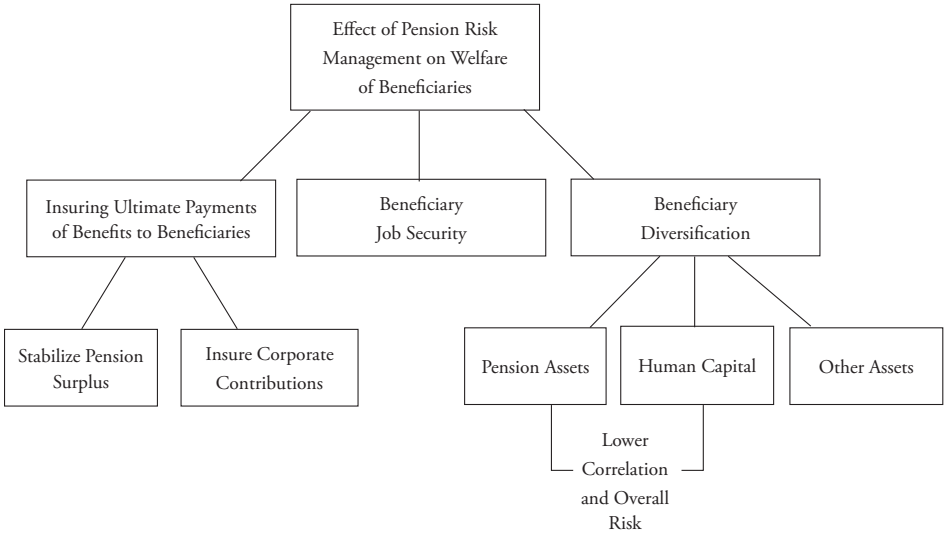 Effect of Pension Risk
Management on Welfare
of Beneficiaries
Insuring Ultimate Payments
of Benefits to Beneficiaries
Beneficiary
Job Security
Beneficiary
Diversification
Stabilize Pension
Surplus
Insure Corporate
Contributions
Pension Assets
Human Capital
Other Assets
Lower
Correlation
and Overall
Risk